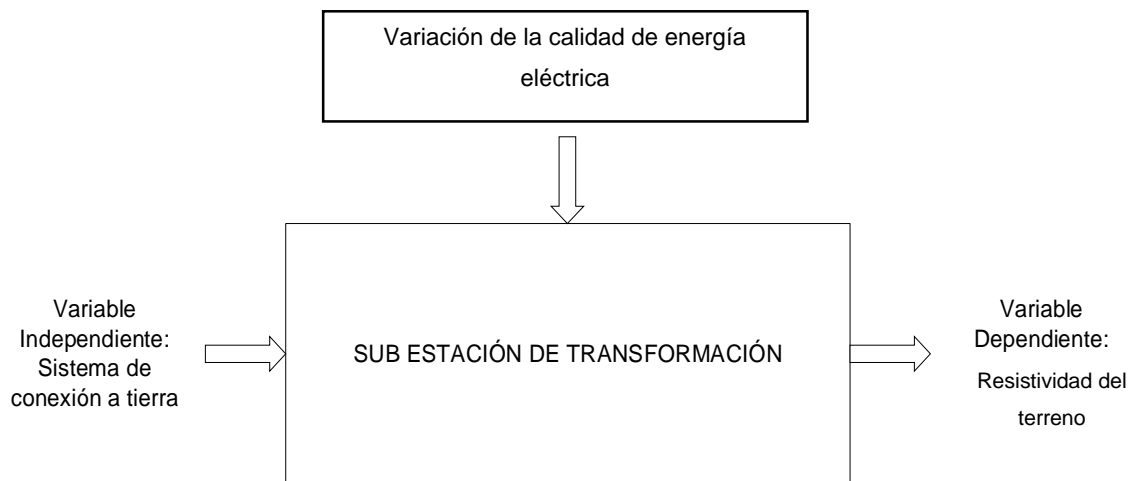 Variación de la calidad de energía
eléctrica
Variable
Independiente:
Sistema de
conexión a tierra
SUB ESTACIÓN DE TRANSFORMACIÓN
Variable
Dependiente:
Resistividad del
terreno